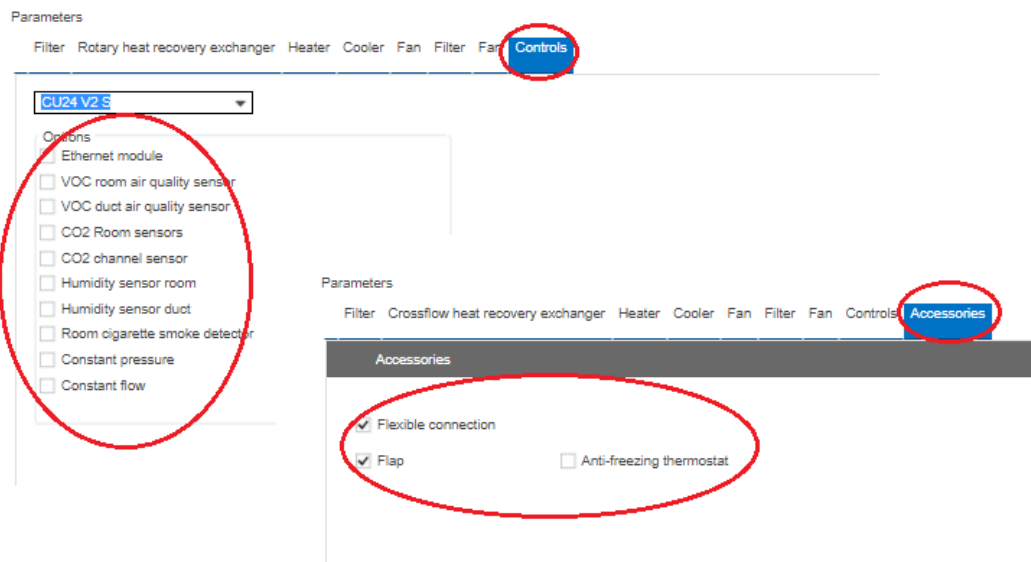 Parameters
Filter Rotary heat recovery exchanger Heater Cooler Fan Filter Fan Controls
CU24 V2 S
Options
Ethernet module
VOC room air quality sensor
VOC duct air quality sensor
CO2 Room sensors
CO2 channel sensor
Humidity sensor room
Humidity sensor duct
Room cigarette smoke detector
Constant pressure
Constant flow
Parameters
Filter Crossflow heat recovery exchanger Heater Cooler Fan Filter Fan Controls Accessories
Accessories
Flexible connection
Flap Anti-freezing thermostat